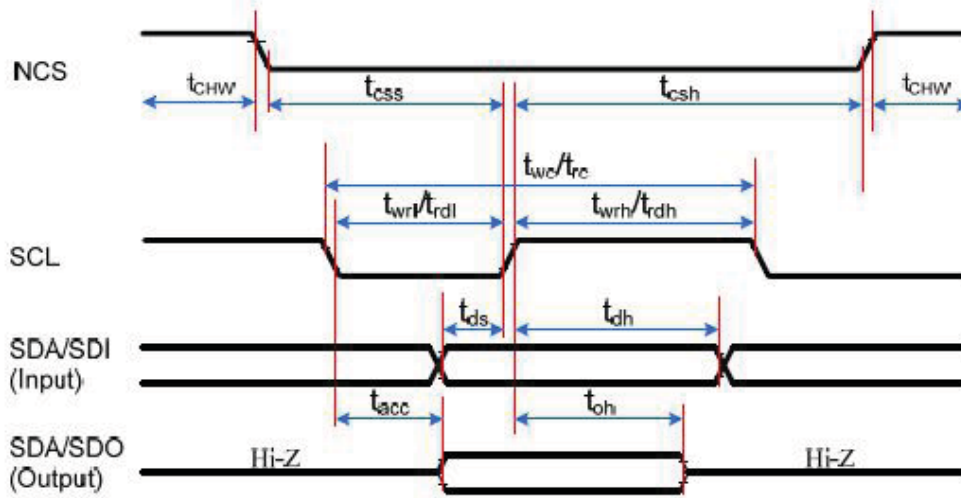 NCS
tCHW
tcss
tcsh
tCHW
twc/trc
twrl/trdl
twrh/trdh
SCL
tds
tdh
SDA/SDI
(Input)
tacc
toh
SDA/SDO
(Output)
Hi-Z
Hi-Z